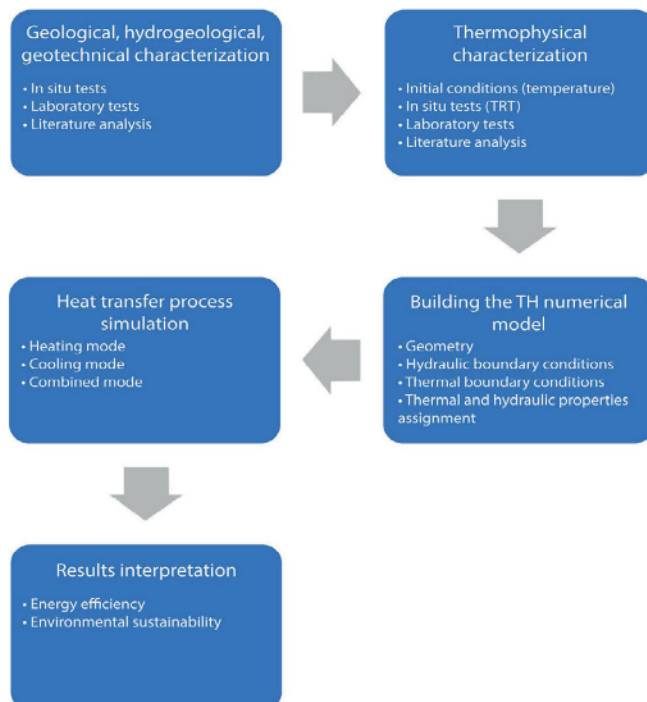 Geological, hydrogeological,
geotechnical characterization
• In situ tests
• Laboratory tests
• Literature analysis
Thermophysical
characterization
• Initial conditions (temperature)
• In situ tests (TRT)
• Laboratory tests
• Literature analysis
Building the TH numerical
model
• Geometry
• Hydraulic boundary conditions
• Thermal boundary conditions
• Thermal and hydraulic properties
assignment
Heat transfer process
simulation
• Heating mode
• Cooling mode
• Combined mode
Results interpretation
• Energy efficiency
• Environmental sustainability